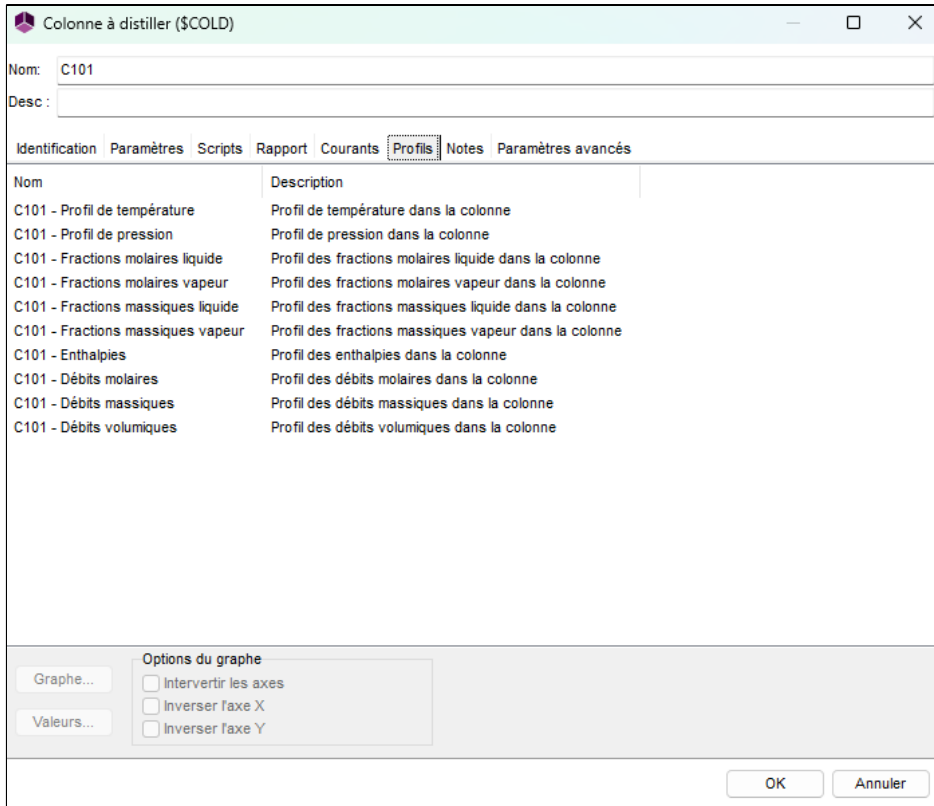 Colonne à distiller ($COLD)
Nom: C101
Desc :
Identification Paramètres Scripts Rapport Courants Profils Notes Paramètres avancés
Nom Description
C101 - Profil de température Profil de température dans la colonne
C101 - Profil de pression Profil de pression dans la colonne
C101 - Fractions molaires liquide Profil des fractions molaires liquide dans la colonne
C101 - Fractions molaires vapeur Profil des fractions molaires vapeur dans la colonne
C101 - Fractions massiques liquide Profil des fractions massiques liquide dans la colonne
C101 - Fractions massiques vapeur Profil des fractions massiques vapeur dans la colonne
C101 - Enthalpies Profil des enthalpies dans la colonne
C101 - Débits molaires Profil des débits molaires dans la colonne
C101 - Débits massiques Profil des débits massiques dans la colonne
C101 - Débits volumiques Profil des débits volumiques dans la colonne
Options du graphe
Graphe... Intervertir les axes
Inverser l'axe X
Valeurs... Inverser l'axe Y
OK Annuler